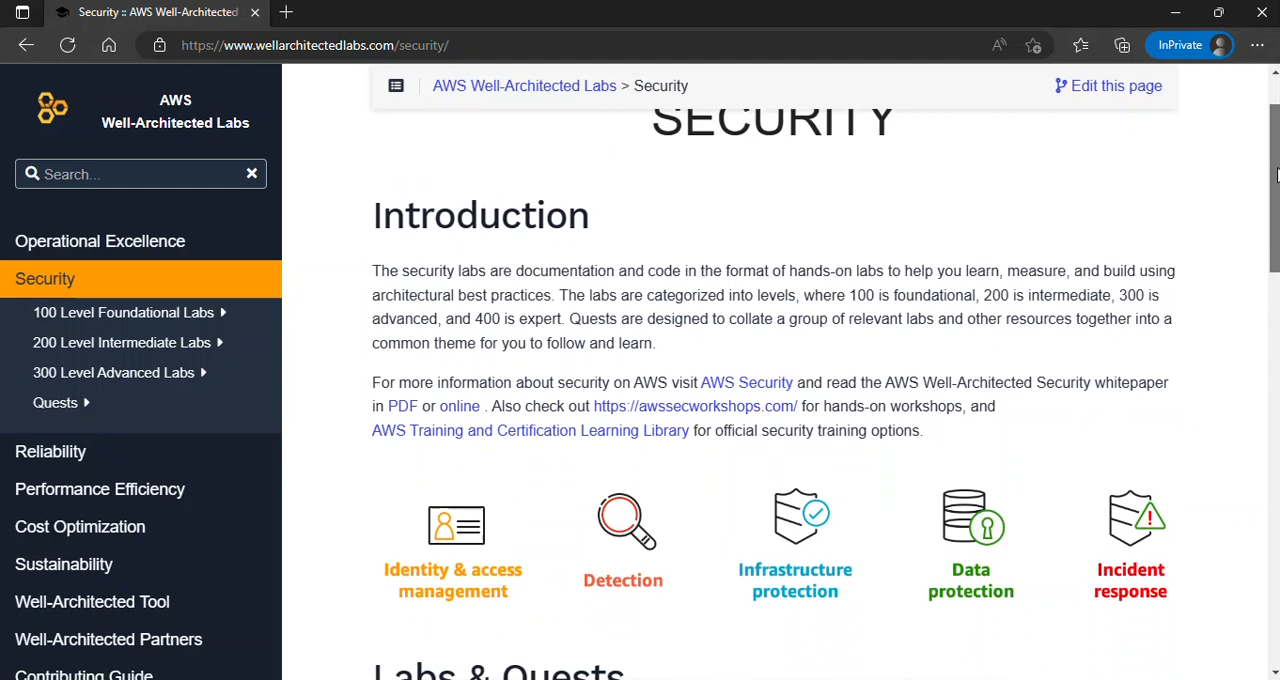 Security :: AWS Well-Architected
https://www.wellarchitectedlabs.com/security/
InPrivate
AWS
Well-Architected Labs
Search...
Operational Excellence
Security
100 Level Foundational Labs
200 Level Intermediate Labs
300 Level Advanced Labs
Quests
Reliability
Performance Efficiency
Cost Optimization
Sustainability
Well-Architected Tool
Well-Architected Partners
Contributing Guide
AWS Well-Architected Labs > Security
Edit this page
SECURITY
Introduction
The security labs are documentation and code in the format of hands-on labs to help you learn, measure, and build using
architectural best practices. The labs are categorized into levels, where 100 is foundational, 200 is intermediate, 300 is
advanced, and 400 is expert. Quests are designed to collate a group of relevant labs and other resources together into a
common theme for you to follow and learn.
For more information about security on AWS visit AWS Security and read the AWS Well-Architected Security whitepaper
in PDF or online . Also check out https://awssecworkshops.com/ for hands-on workshops, and
AWS Training and Certification Learning Library for official security training options.
Identity & access
management
Detection
Infrastructure
protection
Data
protection
Incident
response
Labs & Quests